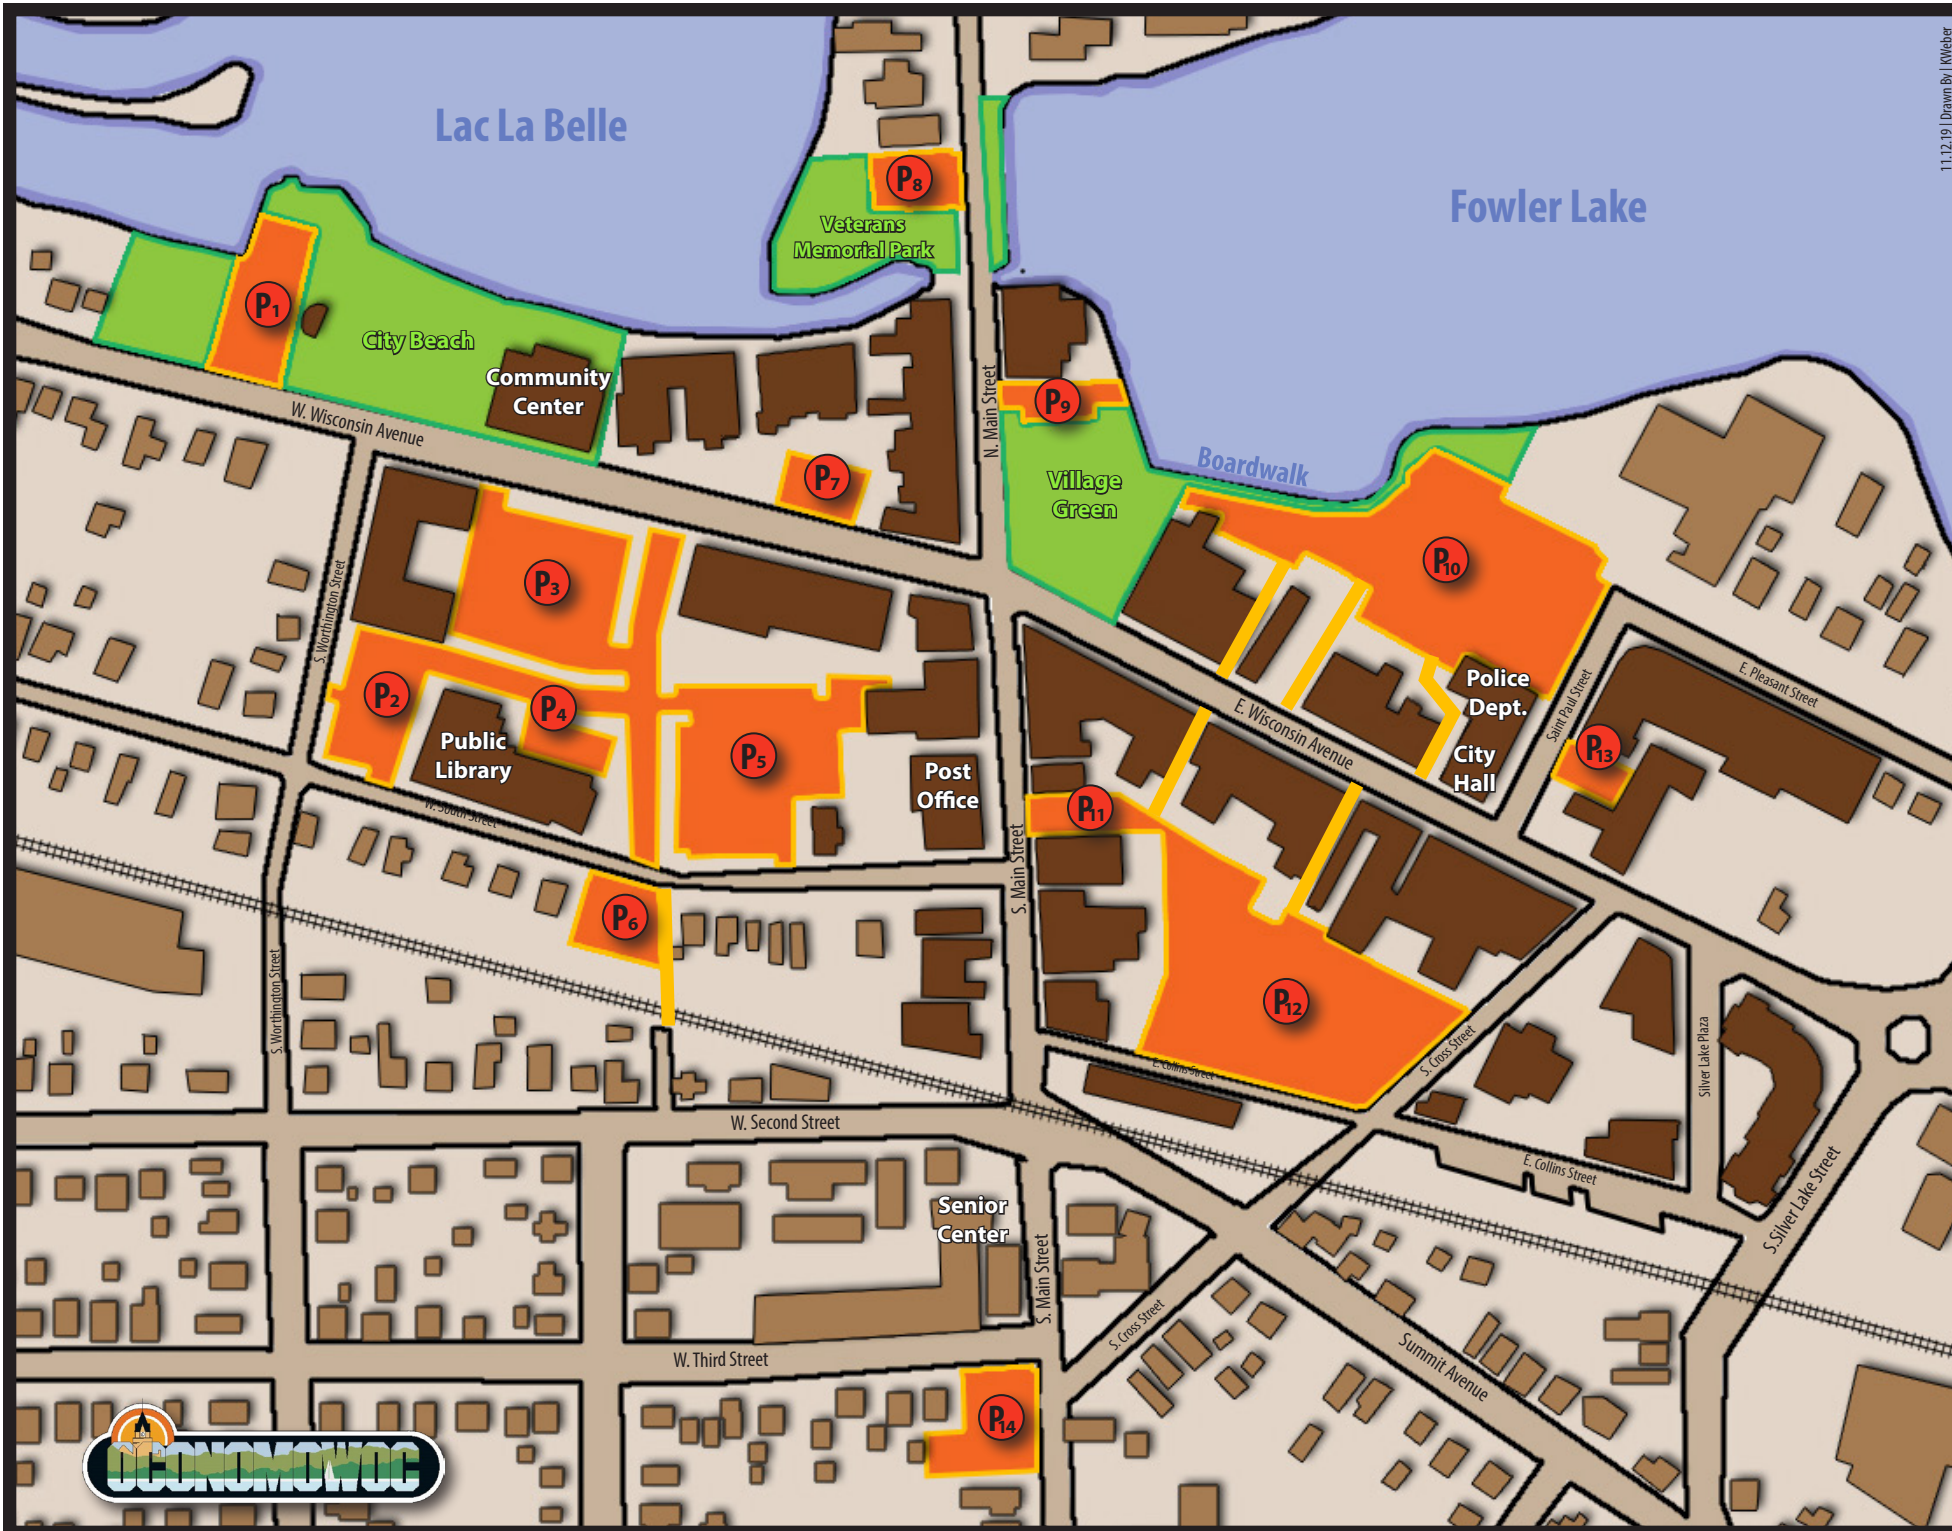 11.12.19 | Drawn By | KWeber
Lac La Belle
Fowler Lake
P8
Veterans
Memorial Park
P1
City Beach
Community
Center
W. Wisconsin Avenue
N. Main Street
P9
P7
Village
Green
Boardwalk
P10
P3
S. Worthington Street
P2
P4
Public
Library
P5
Post
Office
W. South Street
E. Wisconsin Avenue
Police
Dept.
City
Hall
Saint Paul Street
E. Pleasant Street
P13
P11
S. Main Street
P6
S. Worthington Street
P12
E. Collins Street
S. Cross Street
Silver Lake Plaza
W. Second Street
E. Collins Street
S.Silver Lake Street
Senior
Center
S. Main Street
S. Cross Street
Summit Avenue
W. Third Street
P14
OCONOMOWOC